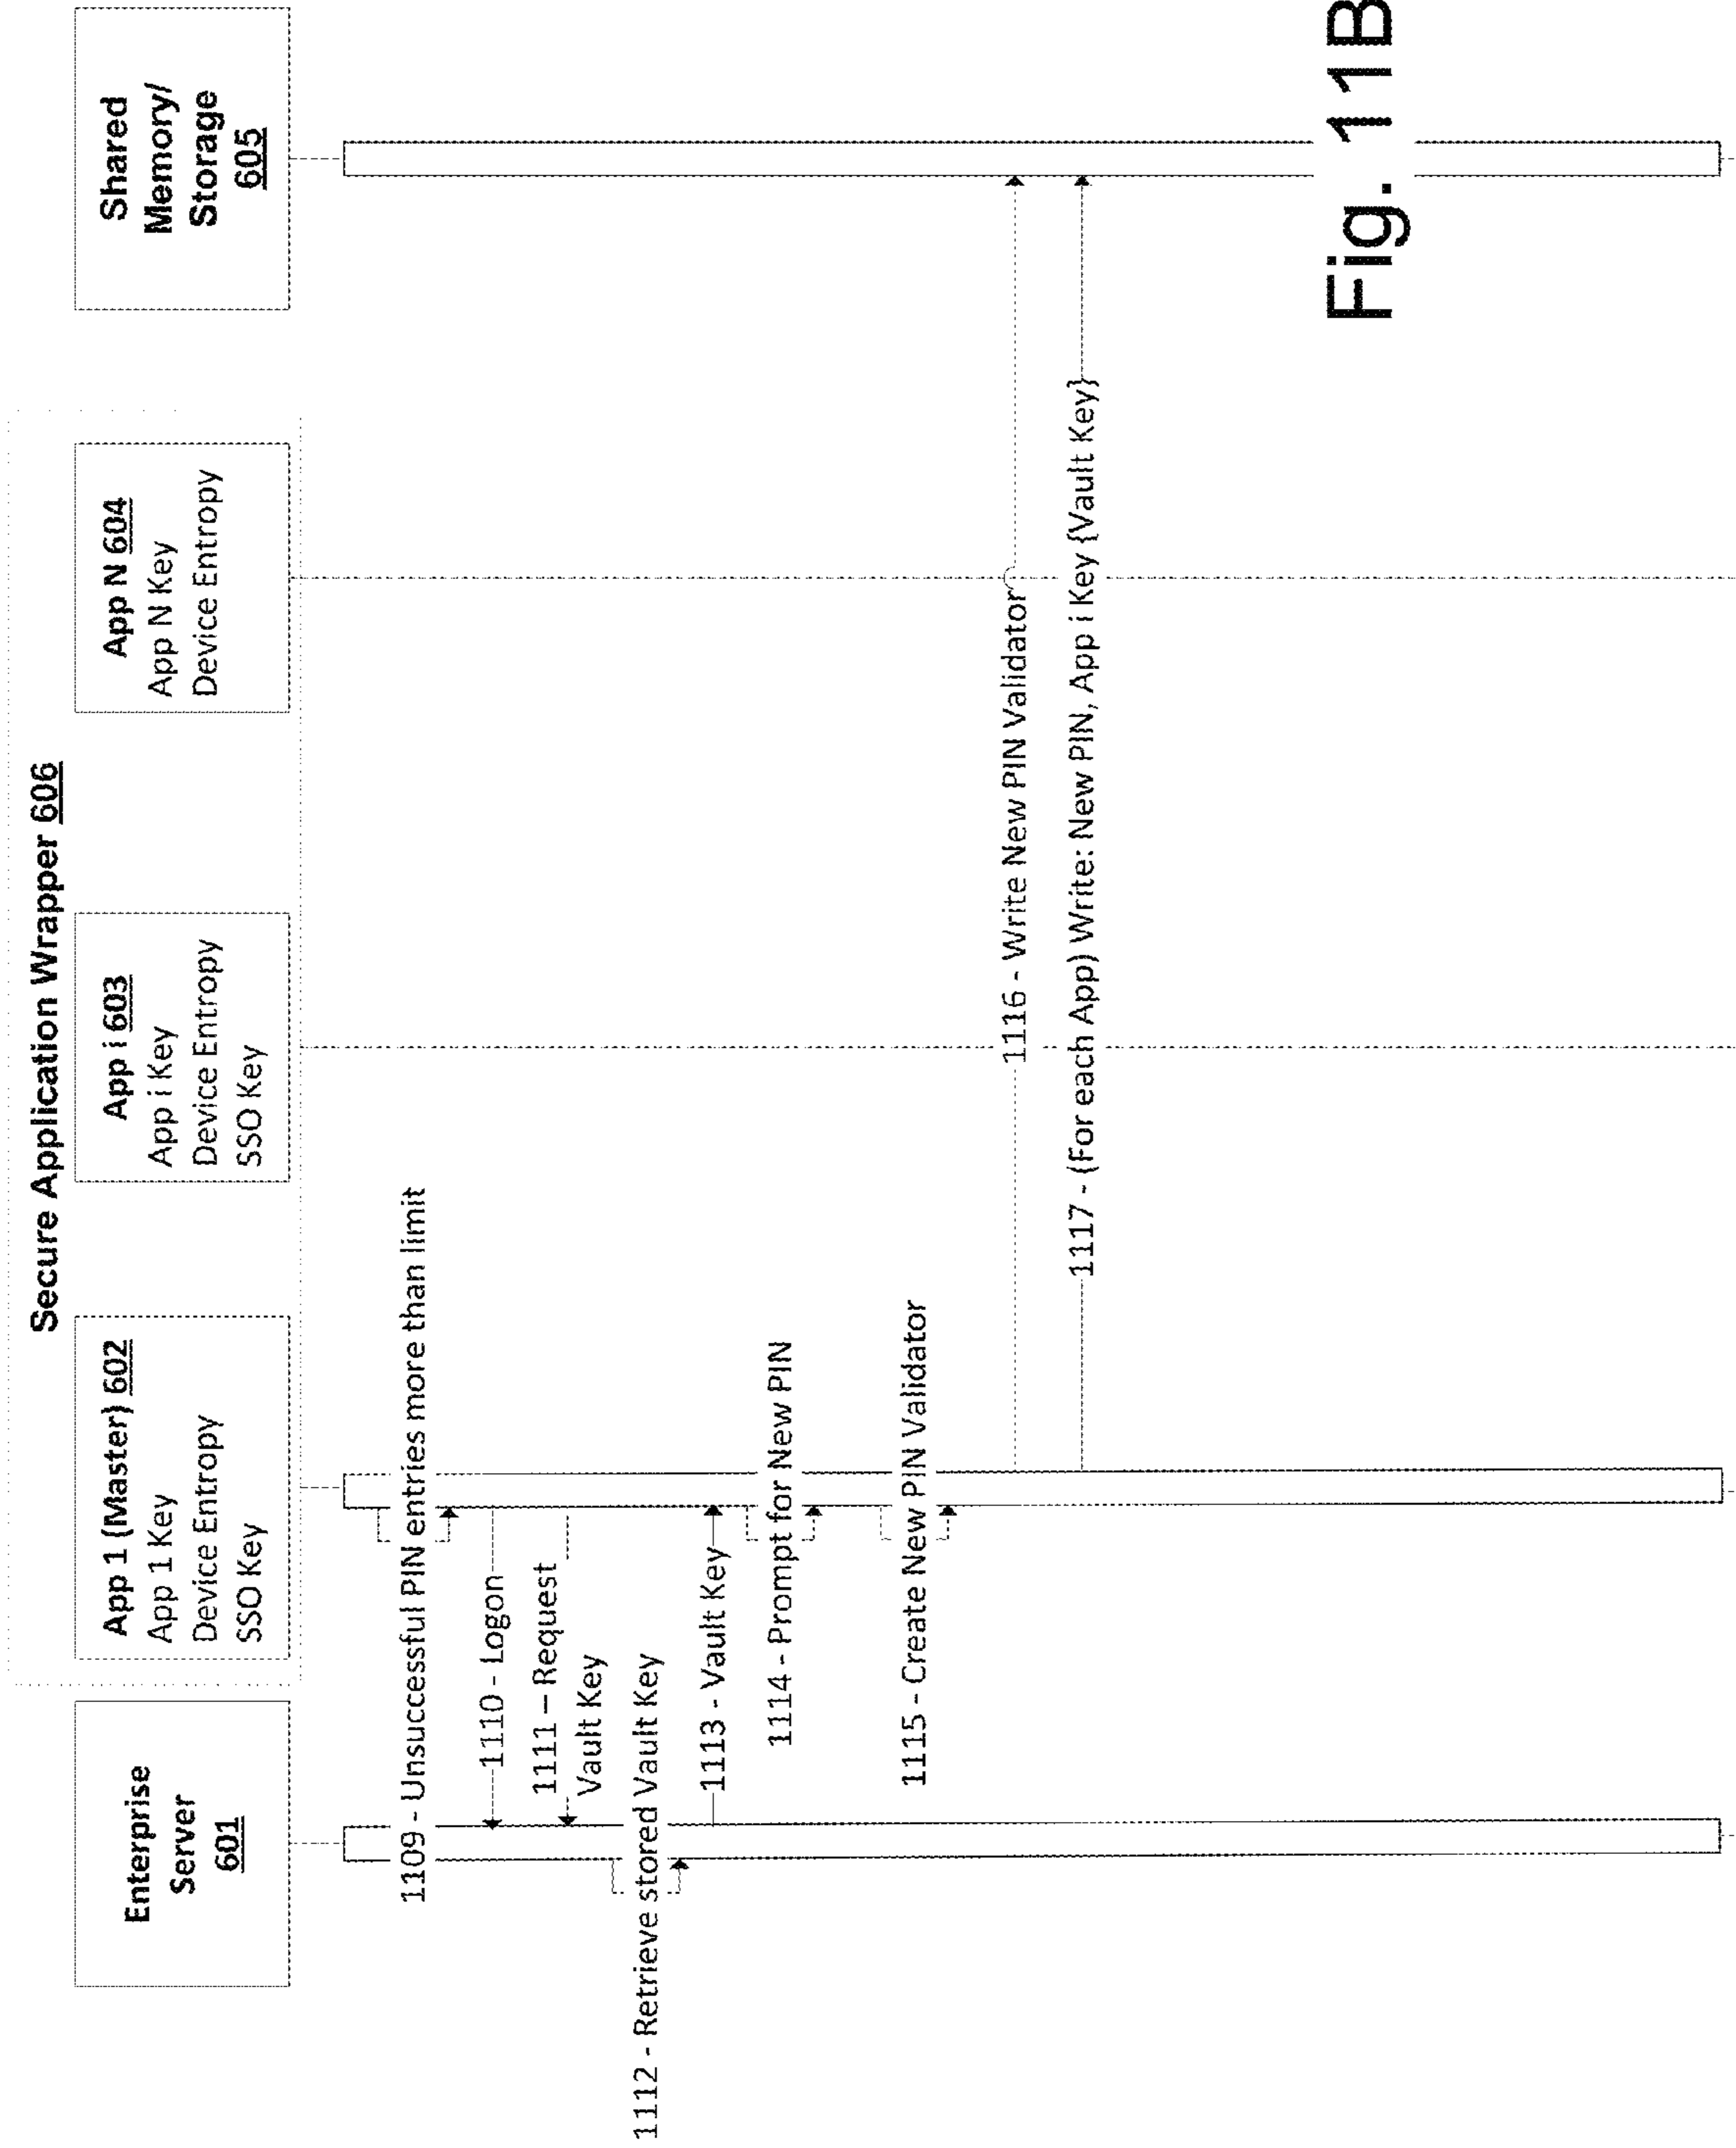 Secure Application Wrapper 606
Enterprise
Server
601
App 1 (Master) 602
App 1 Key
Device Entropy
SSO Key
App i 603
App i Key
Device Entropy
SSO Key
App N 604
App N Key
Device Entropy
Shared
Memory/
Storage
605
1109 - Unsuccessful PIN entries more than limit
1110 - Logon
1111 – Request
Vault Key
1112 - Retrieve stored Vault Key
1113 - Vault Key
1114 - Prompt for New PIN
1115 - Create New PIN Validator
1116 - Write New PIN Validator
1117 - (For each App) Write: New PIN, App i Key {Vault Key}
Fig. 11B